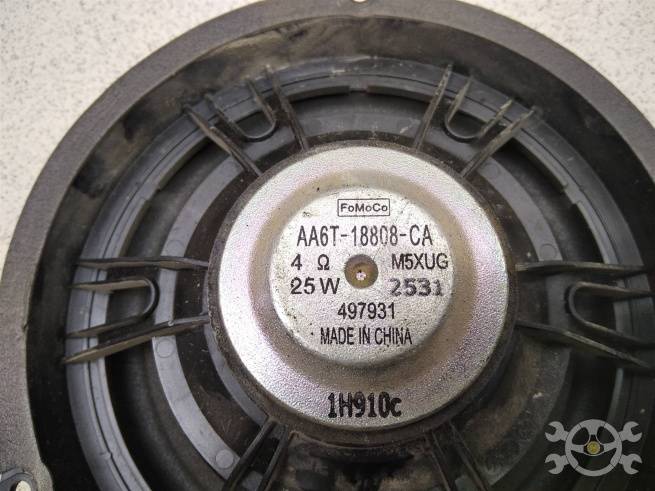 FoMoCo
AA6T-18808-CA
4 Ω M5XUG
25W 2531
497931
MADE IN CHINA
1H910c